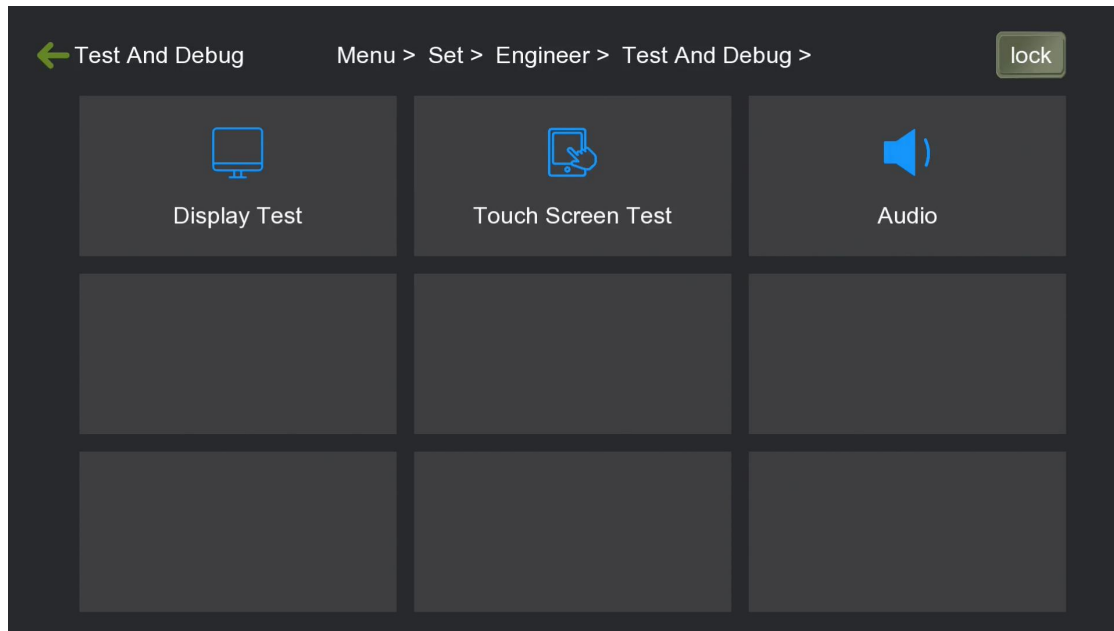 Test And Debug
Menu > Set > Engineer > Test And Debug >
lock
Display Test
Touch Screen Test
Audio